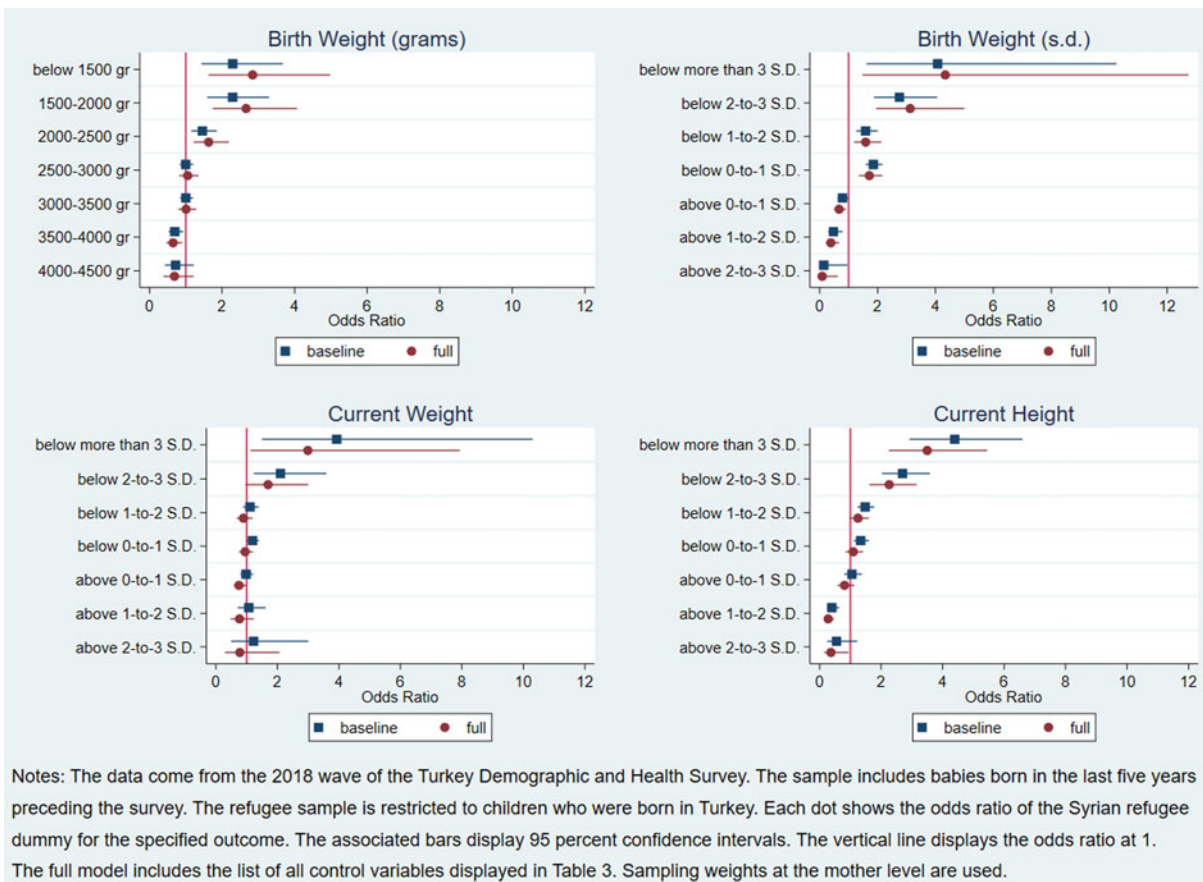 Birth Weight (grams)
below 1500 gr
1500-2000 gr
2000-2500 gr
2500-3000 gr
3000-3500 gr
3500-4000 gr
4000-4500 gr
0 2 4 6 8 10 12
Odds Ratio
baseline full
Birth Weight (s.d.)
below more than 3 S.D.
below 2-to-3 S.D.
below 1-to-2 S.D.
below 0-to-1 S.D.
above 0-to-1 S.D.
above 1-to-2 S.D.
above 2-to-3 S.D.
0 2 4 6 8 10 12
Odds Ratio
baseline full
Current Weight
below more than 3 S.D.
below 2-to-3 S.D.
below 1-to-2 S.D.
below 0-to-1 S.D.
above 0-to-1 S.D.
above 1-to-2 S.D.
above 2-to-3 S.D.
0 2 4 6 8 10 12
Odds Ratio
baseline full
Current Height
below more than 3 S.D.
below 2-to-3 S.D.
below 1-to-2 S.D.
below 0-to-1 S.D.
above 0-to-1 S.D.
above 1-to-2 S.D.
above 2-to-3 S.D.
0 2 4 6 8 10 12
Odds Ratio
baseline full
Notes: The data come from the 2018 wave of the Turkey Demographic and Health Survey. The sample includes babies born in the last five years
preceding the survey. The refugee sample is restricted to children who were born in Turkey. Each dot shows the odds ratio of the Syrian refugee
dummy for the specified outcome. The associated bars display 95 percent confidence intervals. The vertical line displays the odds ratio at 1.
The full model includes the list of all control variables displayed in Table 3. Sampling weights at the mother level are used.